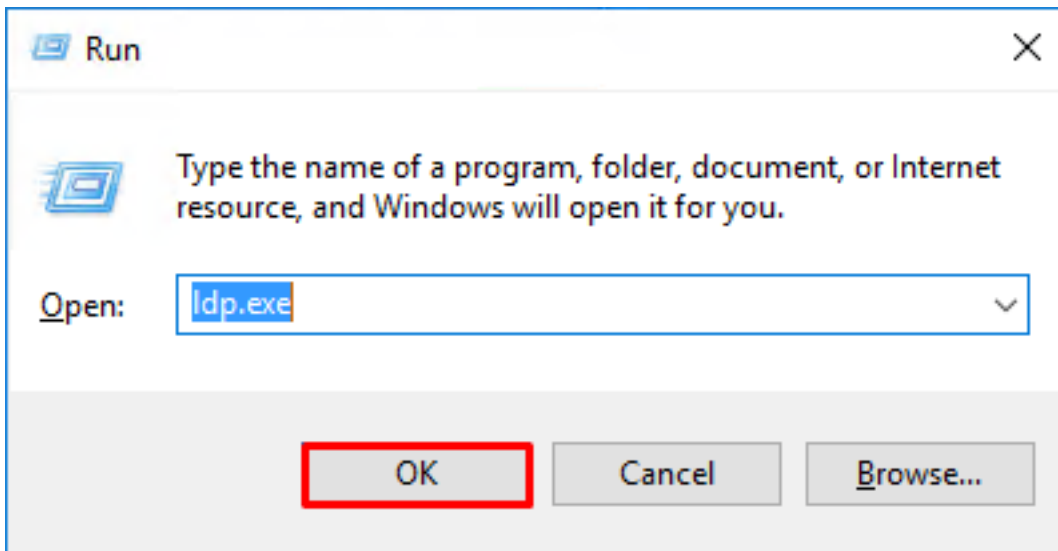 Run
Type the name of a program, folder, document, or Internet
resource, and Windows will open it for you.
Open: ldp.exe
OK Cancel Browse...